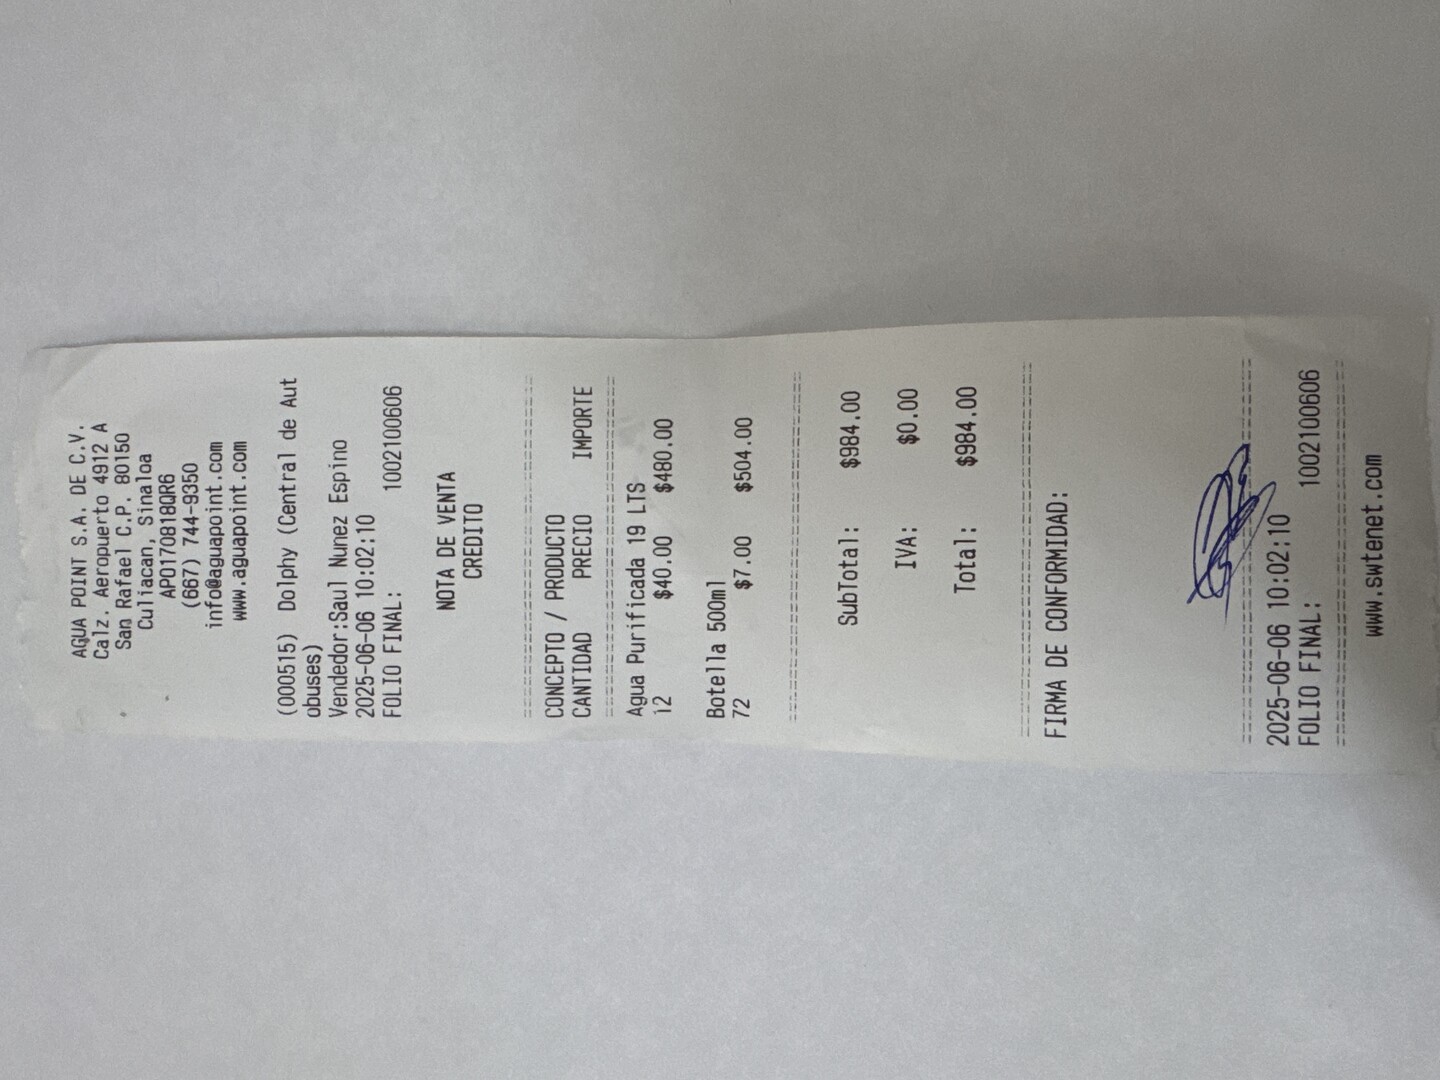 AGUA POINT S.A. DE C.V.
Calz. Aeropuerto 4912 A
San Rafael C.P. 80150
Culiacan, Sinaloa
APO170818QR6
(667) 744-9350
info@aguapoint.com
www.aguapoint.com
(000515) Dolphy (Central de Aut
obuses)
Vendedor:Saul Nunez Espino
2025-06-06 10:02:10
FOLIO FINAL: 1002100606
NOTA DE VENTA
CREDITO
CONCEPTO / PRODUCTO
CANTIDAD PRECIO IMPORTE
Agua Purificada 19 LTS
12 $40.00 $480.00
Botella 500ml
72 $7.00 $504.00
SubTotal: $984.00
IVA: $0.00
Total: $984.00
FIRMA DE CONFORMIDAD:
2025-06-06 10:02:10
FOLIO FINAL: 1002100606
www.swtenet.com